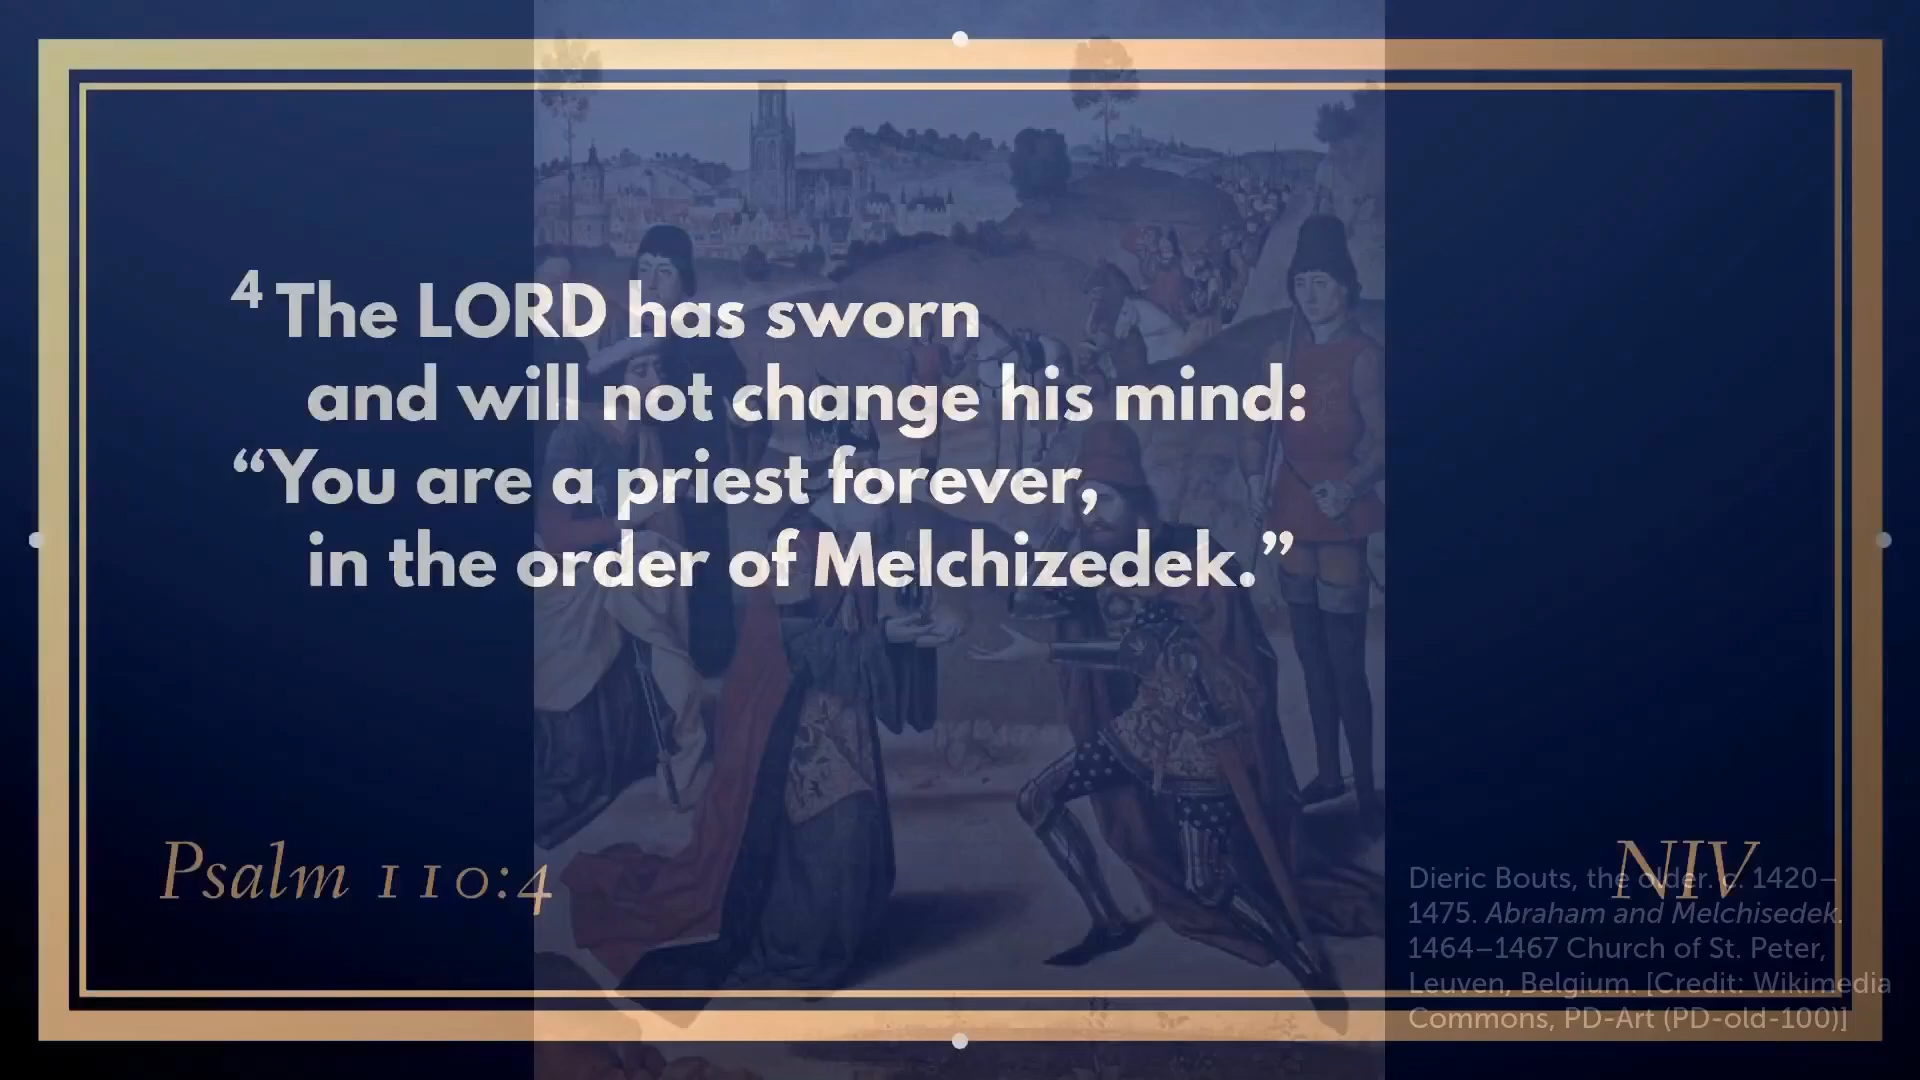 4 The LORD has sworn
and will not change his mind:
“You are a priest forever,
in the order of Melchizedek.”
Psalm 110:4
NIV
Dieric Bouts, the older. c. 1420–
1475. Abraham and Melchisedek.
1464–1467 Church of St. Peter,
Leuven, Belgium. [Credit: Wikimedia
Commons, PD-Art (PD-old-100)]